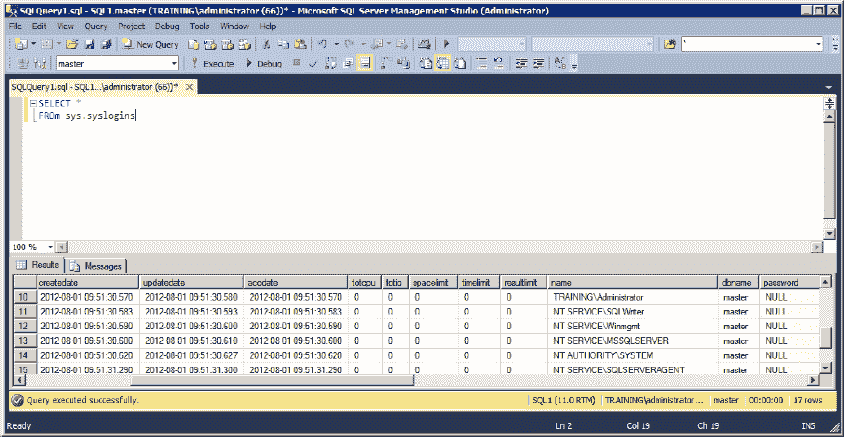 SQLQuery1.sql - SQL1.master (TRAINING\administrator (66))* - Microsoft SQL Server Management Studio (Administrator)
File Edit View Query Project Debug Tools Window Help
New Query
master Execute Debug
SQLQuery1.sql - SQL1...\administrator (66))*
SELECT *
FROm sys.syslogins
100 %
Results Messages
createdate updatedate accdate totcpu totio spacelimit timelimit resultlimit name dbname password
10 2012-08-01 09:51:30.570 2012-08-01 09:51:30.580 2012-08-01 09:51:30.570 0 0 0 0 0 TRAINING\Administrator master NULL
11 2012-08-01 09:51:30.583 2012-08-01 09:51:30.593 2012-08-01 09:51:30.583 0 0 0 0 0 NT SERVICE\SQLWriter master NULL
12 2012-08-01 09:51:30.590 2012-08-01 09:51:30.600 2012-08-01 09:51:30.590 0 0 0 0 0 NT SERVICE\Winmgmt master NULL
13 2012-08-01 09:51:30.600 2012-08-01 09:51:30.610 2012-08-01 09:51:30.600 0 0 0 0 0 NT SERVICE\MSSQLSERVER master NULL
14 2012-08-01 09:51:30.620 2012-08-01 09:51:30.627 2012-08-01 09:51:30.620 0 0 0 0 0 NT AUTHORITY\SYSTEM master NULL
15 2012-08-01 09:51:31.290 2012-08-01 09:51:31.300 2012-08-01 09:51:31.290 0 0 0 0 0 NT SERVICE\SQLSERVERAGENT master NULL
Query executed successfully. SQL1 (11.0 RTM) TRAINING\administrator ... master 00:00:00 17 rows
Ready Ln 2 Col 19 Ch 19 INS